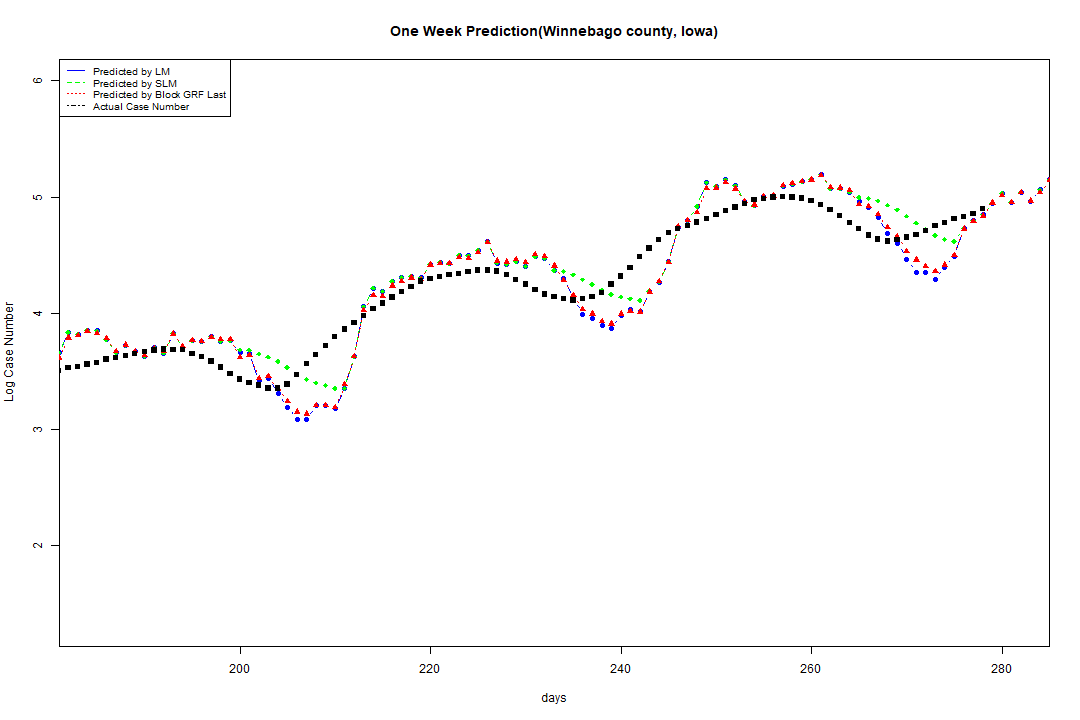 One Week Prediction(Winnebago county, Iowa)
Predicted by LM
Predicted by SLM
Predicted by Block GRF Last
Actual Case Number
6
5
4
3
2
Log Case Number
200 220 240 260 280
days